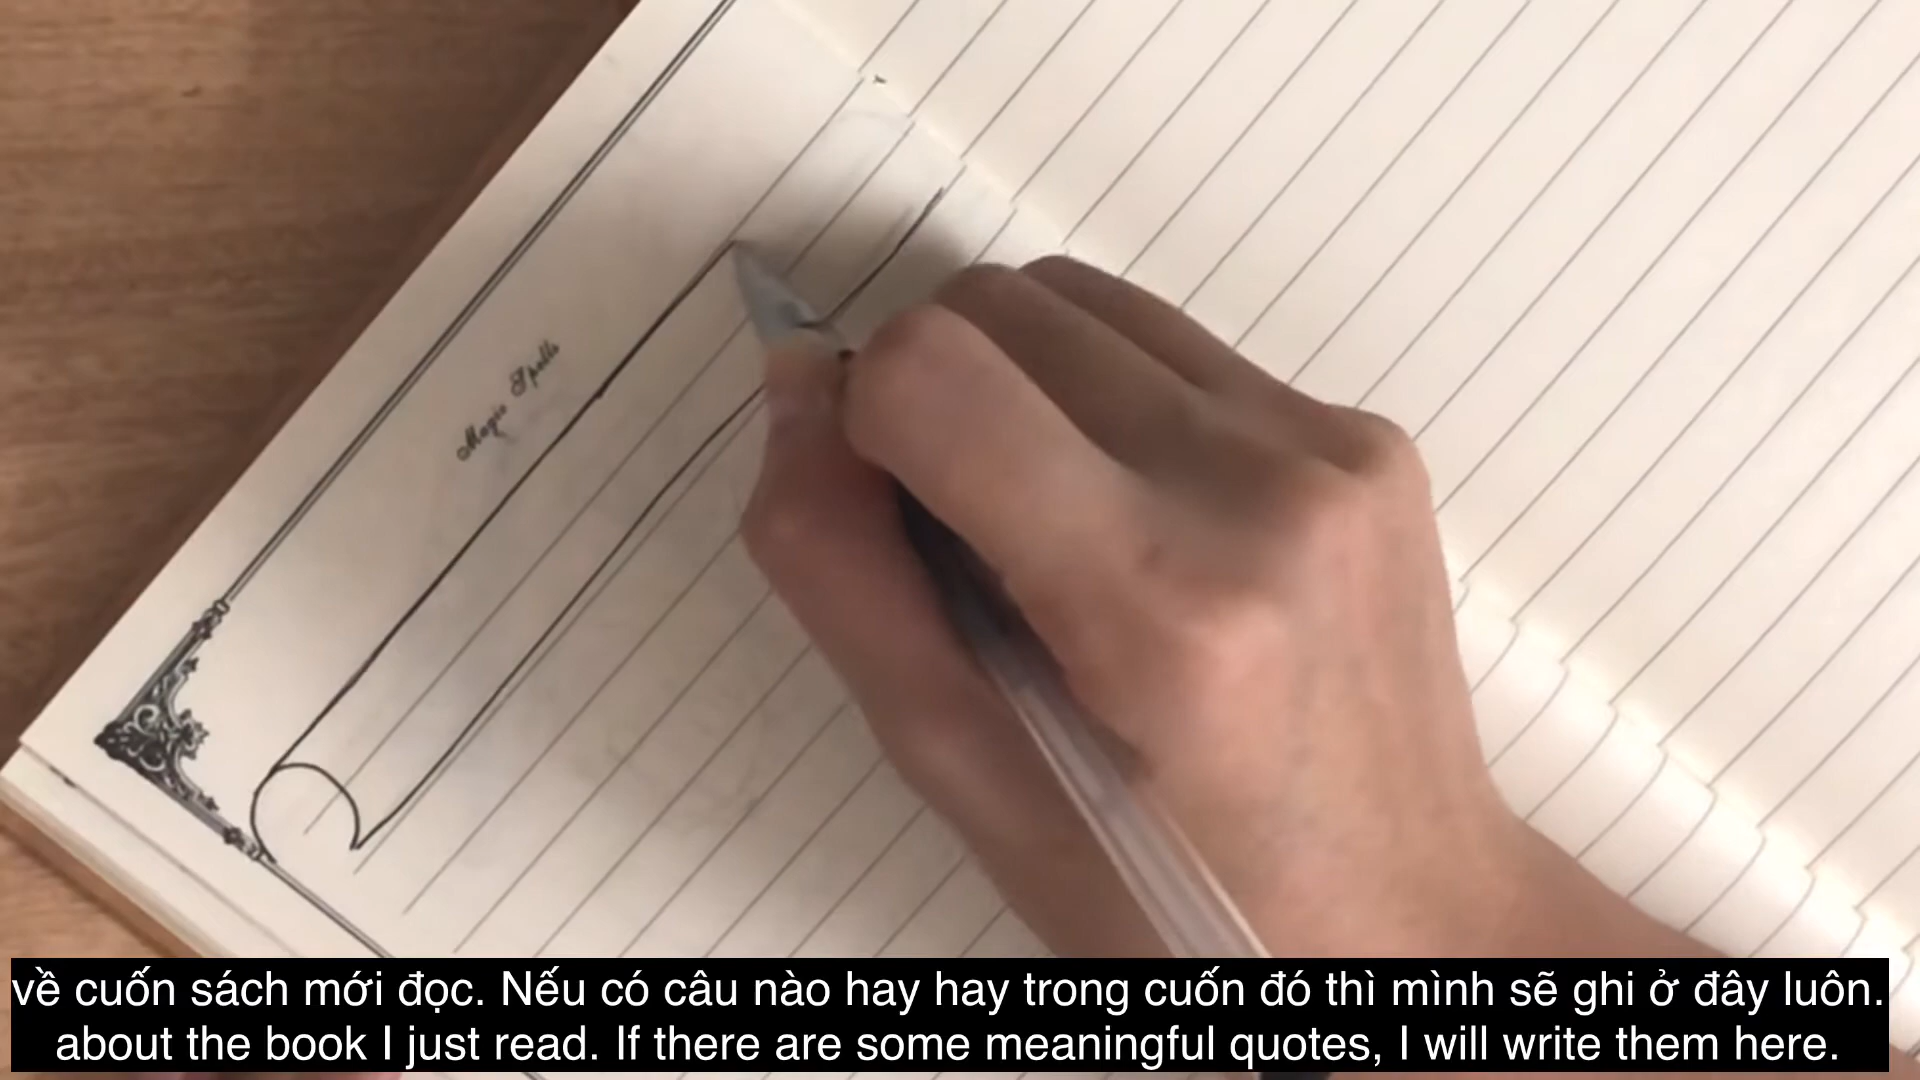 Magic Spells
về cuốn sách mới đọc. Nếu có câu nào hay hay trong cuốn đó thì mình sẽ ghi ở đây luôn.
about the book I just read. If there are some meaningful quotes, I will write them here.